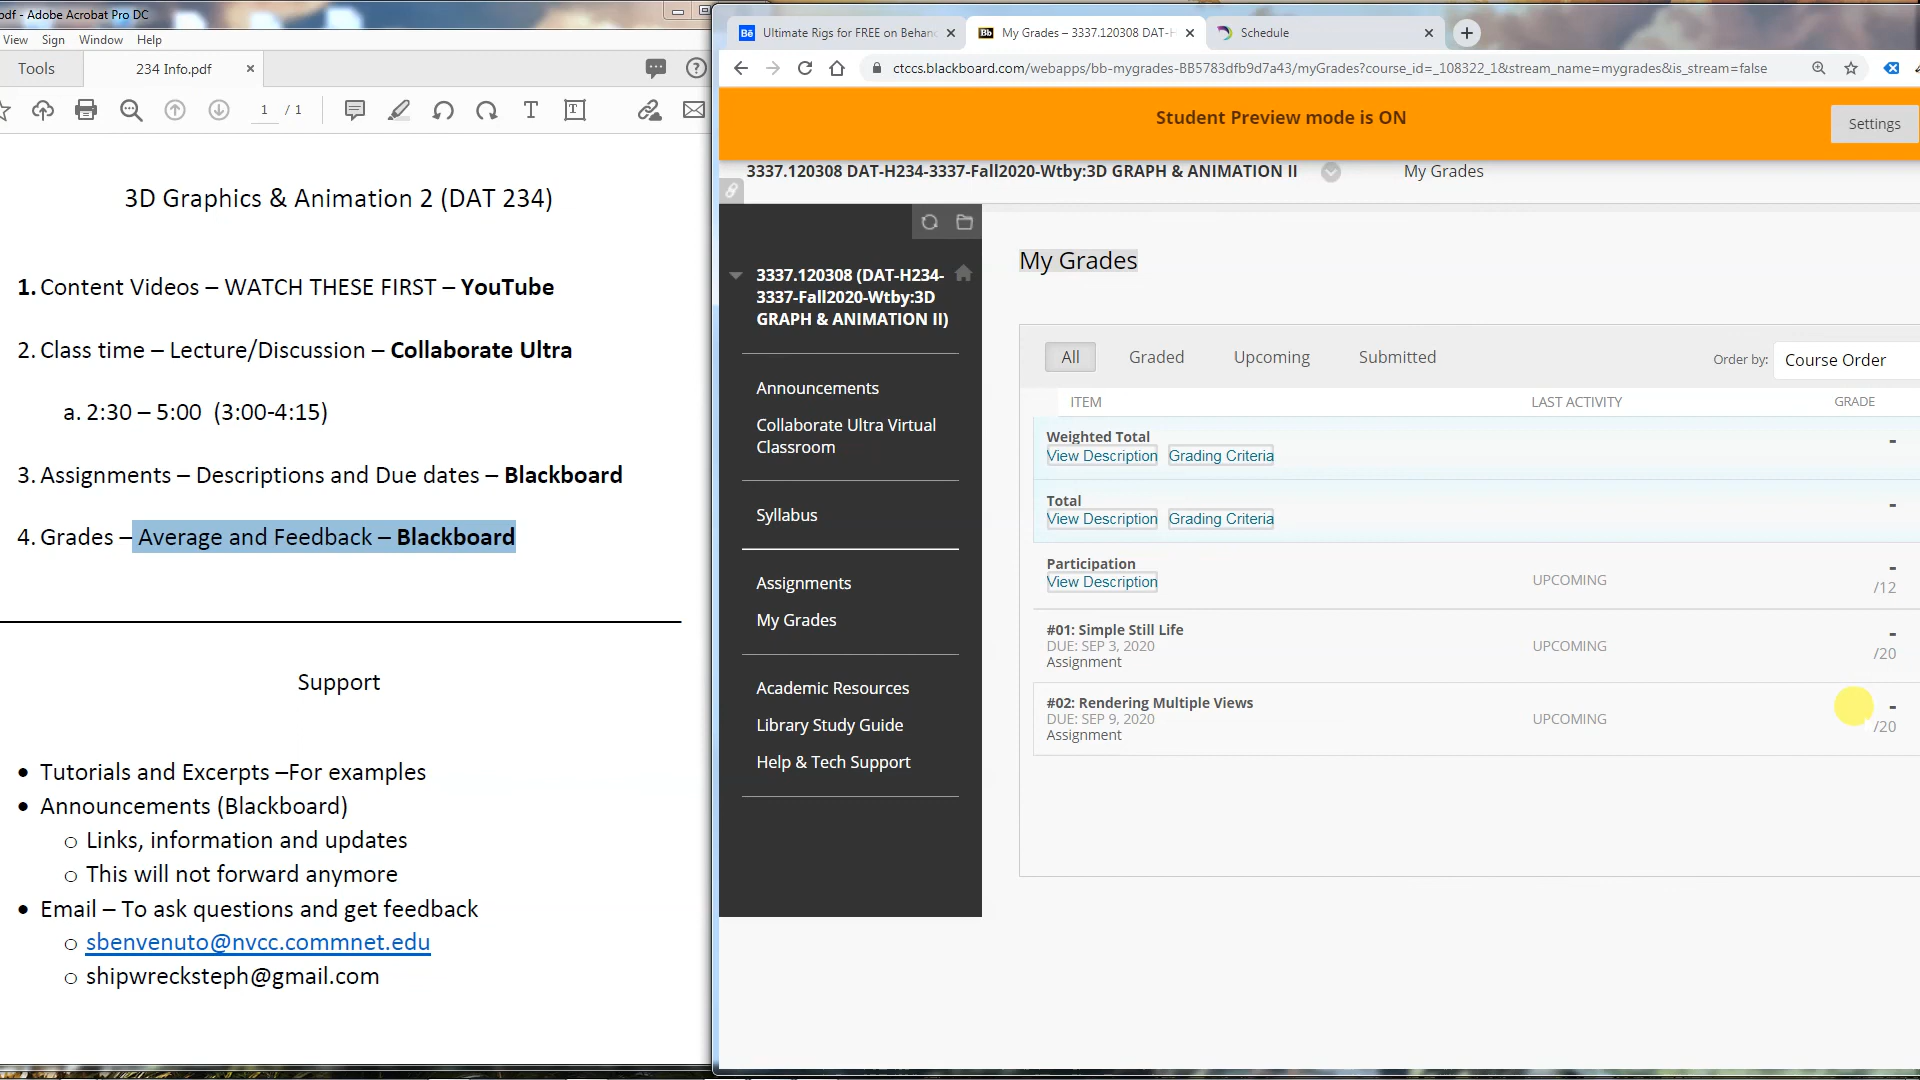 pdf - Adobe Acrobat Pro DC
View Sign Window Help
Tools
234 Info.pdf ×
1 / 1
3D Graphics & Animation 2 (DAT 234)
1. Content Videos – WATCH THESE FIRST – YouTube
2. Class time – Lecture/Discussion – Collaborate Ultra
a. 2:30 – 5:00 (3:00-4:15)
3. Assignments – Descriptions and Due dates – Blackboard
4. Grades – Average and Feedback – Blackboard
Support
• Tutorials and Excerpts –For examples
• Announcements (Blackboard)
o Links, information and updates
o This will not forward anymore
• Email – To ask questions and get feedback
o sbenvenuto@nvcc.commnet.edu
o shipwrecksteph@gmail.com
Bē Ultimate Rigs for FREE on Behanc
Bb My Grades – 3337.120308 DAT-H
Schedule
ctccs.blackboard.com/webapps/bb-mygrades-BB5783dfb9d7a43/myGrades?course_id=_108322_1&stream_name=mygrades&is_stream=false
Student Preview mode is ON
Settings
3337.120308 DAT-H234-3337-Fall2020-Wtby:3D GRAPH & ANIMATION II
My Grades
3337.120308 (DAT-H234-
3337-Fall2020-Wtby:3D
GRAPH & ANIMATION II)
Announcements
Collaborate Ultra Virtual
Classroom
Syllabus
Assignments
My Grades
Academic Resources
Library Study Guide
Help & Tech Support
My Grades
All Graded Upcoming Submitted
Order by: Course Order
ITEM LAST ACTIVITY GRADE
Weighted Total -
View Description Grading Criteria
Total -
View Description Grading Criteria
Participation -
View Description UPCOMING /12
#01: Simple Still Life -
DUE: SEP 3, 2020 UPCOMING /20
Assignment
#02: Rendering Multiple Views -
DUE: SEP 9, 2020 UPCOMING /20
Assignment